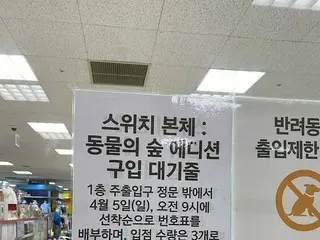 스위치 본체 :
동물의 숲 에디션
구입 대기줄
1층 주출입구 정문 밖에서
4월 5일(일), 오전 9시에
선착순으로 번호표를
배부하며, 입점 수량은 3개로
반려동
출입제한